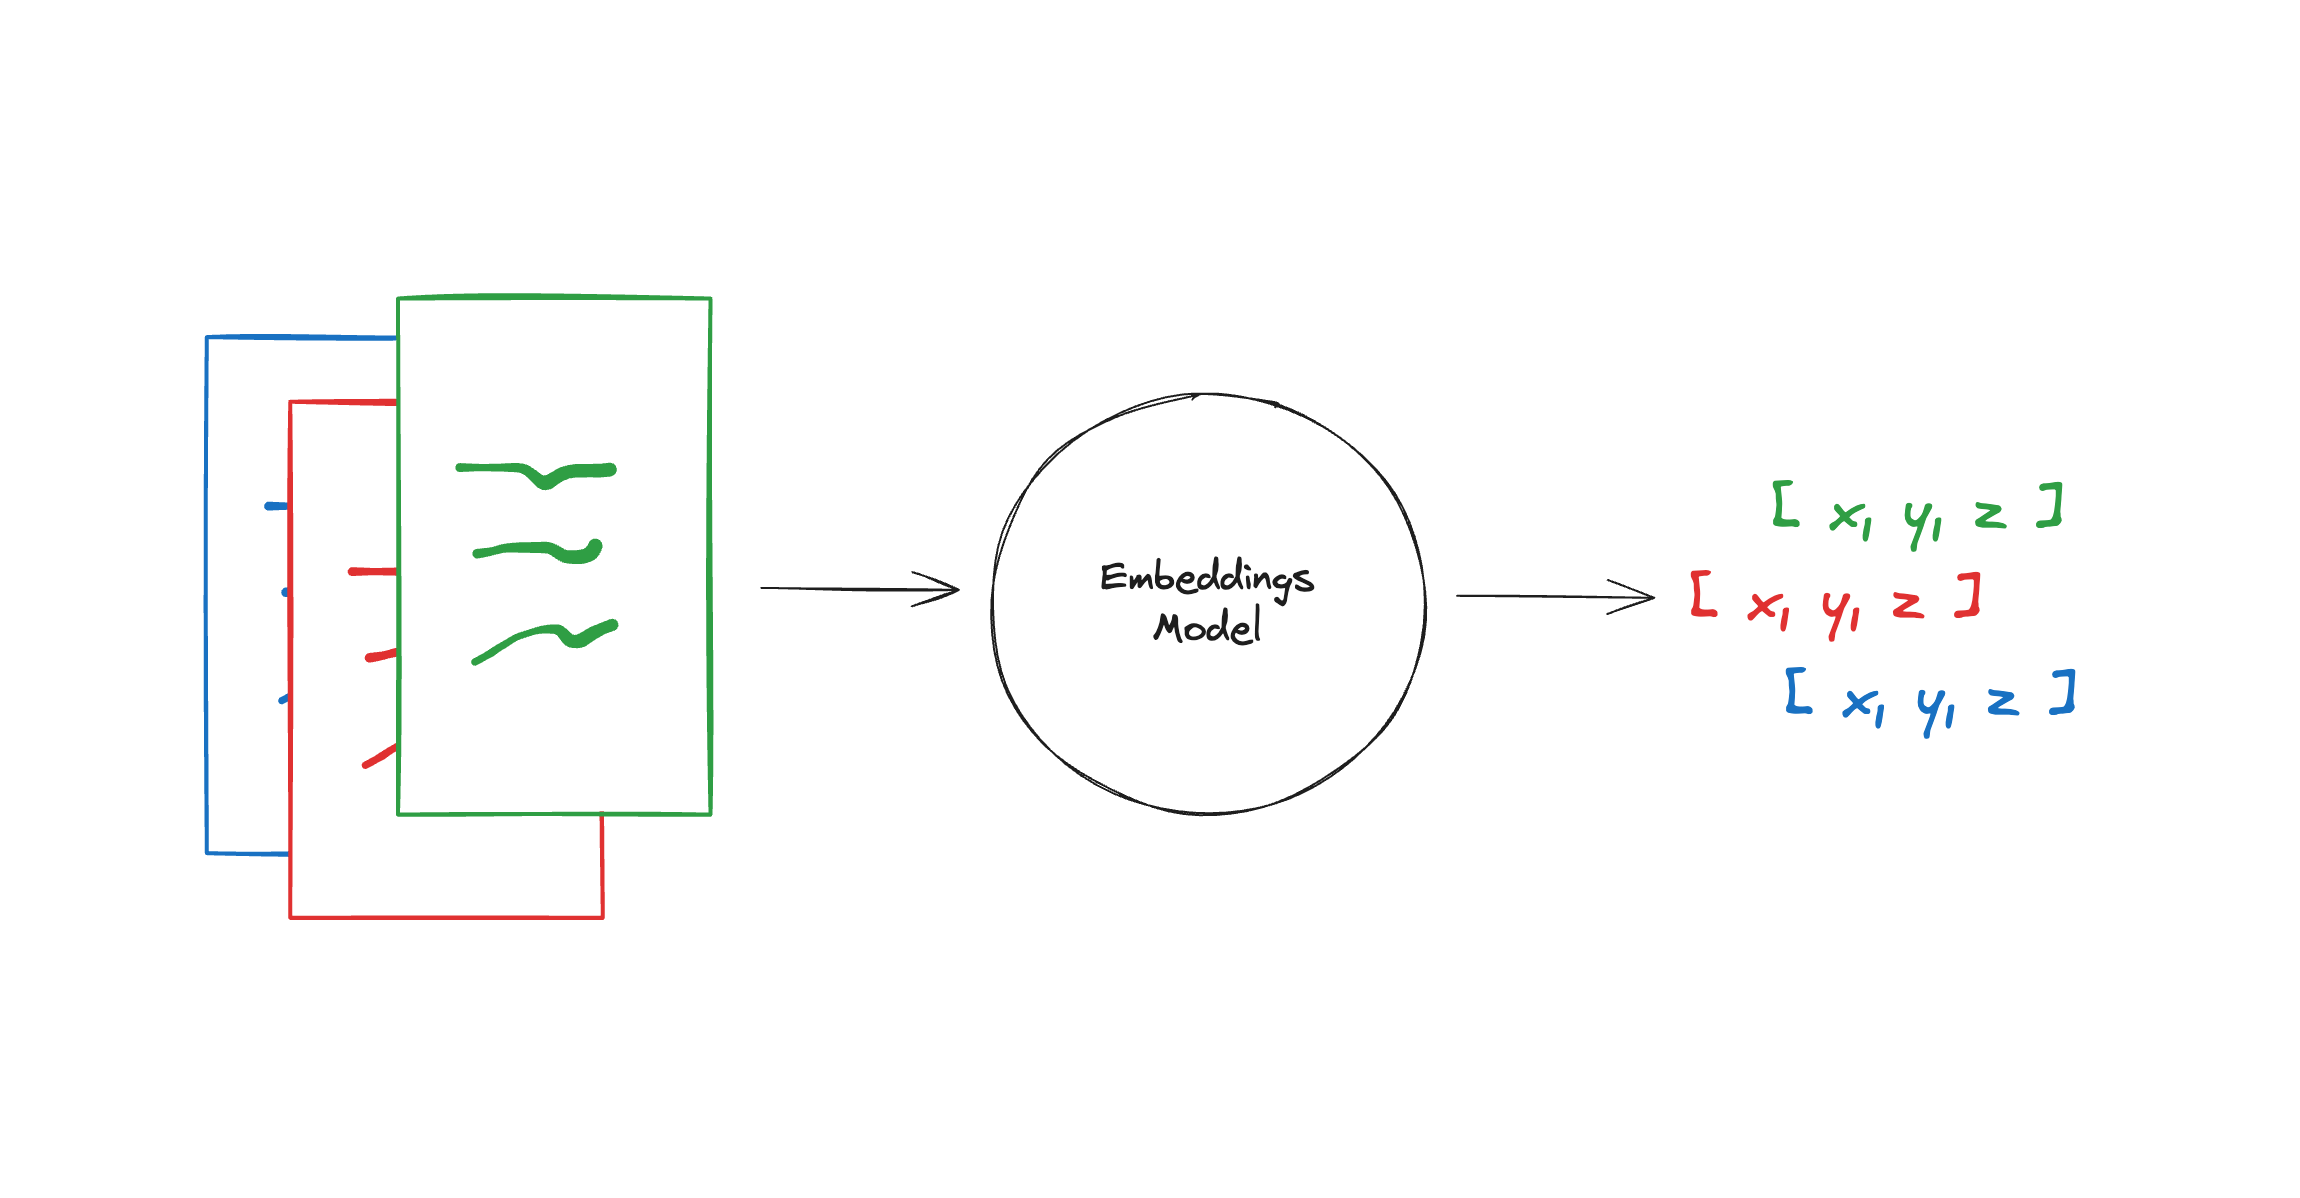 Embeddings
Model
[ x, y, z ]
[ x, y, z ]
[ x, y, z ]